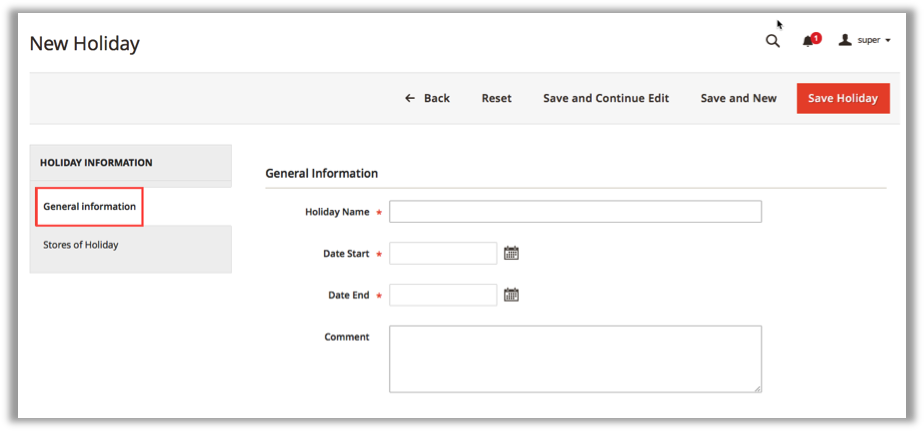 New Holiday
1
super
← Back Reset Save and Continue Edit Save and New Save Holiday
HOLIDAY INFORMATION
General information
Stores of Holiday
General Information
Holiday Name *
Date Start *
Date End *
Comment